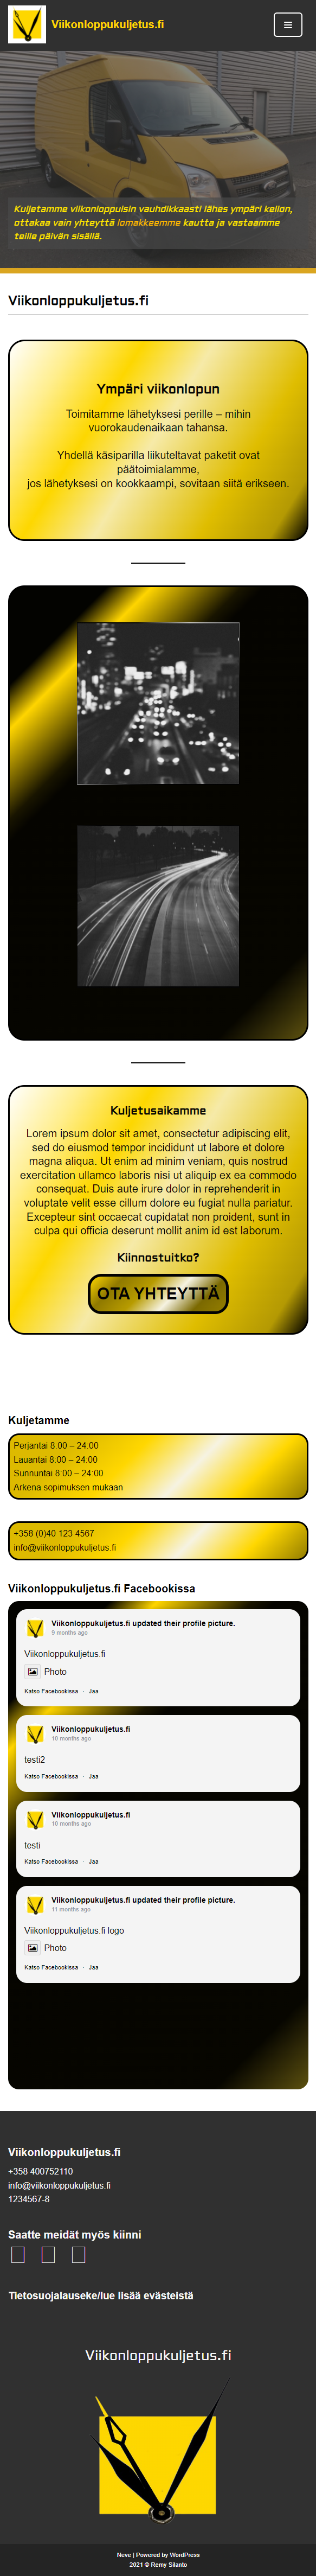 Viikonloppukuljetus.fi
Kuljetamme viikonloppuisin vauhdikkaasti lähes ympäri kellon,
ottakaa vain yhteyttä lomakkeemme kautta ja vastaamme
teille päivän sisällä.
Viikonloppukuljetus.fi
Ympäri viikonlopun
Toimitamme lähetyksesi perille – mihin
vuorokaudenaikaan tahansa.
Yhdellä käsiparilla liikuteltavat paketit ovat
päätoimialamme,
jos lähetyksesi on kookkaampi, sovitaan siitä erikseen.
Kuljetusaikamme
Lorem ipsum dolor sit amet, consectetur adipiscing elit,
sed do eiusmod tempor incididunt ut labore et dolore
magna aliqua. Ut enim ad minim veniam, quis nostrud
exercitation ullamco laboris nisi ut aliquip ex ea commodo
consequat. Duis aute irure dolor in reprehenderit in
voluptate velit esse cillum dolore eu fugiat nulla pariatur.
Excepteur sint occaecat cupidatat non proident, sunt in
culpa qui officia deserunt mollit anim id est laborum.
Kiinnostuitko?
OTA YHTEYTTÄ
Kuljetamme
Perjantai 8:00 – 24:00
Lauantai 8:00 – 24:00
Sunnuntai 8:00 – 24:00
Arkena sopimuksen mukaan
+358 (0)40 123 4567
info@viikonloppukuljetus.fi
Viikonloppukuljetus.fi Facebookissa
Viikonloppukuljetus.fi updated their profile picture.
9 months ago
Viikonloppukuljetus.fi
Photo
Katso Facebookissa · Jaa
Viikonloppukuljetus.fi
10 months ago
testi2
Katso Facebookissa · Jaa
Viikonloppukuljetus.fi
10 months ago
testi
Katso Facebookissa · Jaa
Viikonloppukuljetus.fi updated their profile picture.
11 months ago
Viikonloppukuljetus.fi logo
Photo
Katso Facebookissa · Jaa
Viikonloppukuljetus.fi
+358 400752110
info@viikonloppukuljetus.fi
1234567-8
Saatte meidät myös kiinni
Tietosuojalauseke/lue lisää evästeistä
Viikonloppukuljetus.fi
Neve | Powered by WordPress
2021 © Remy Silanto